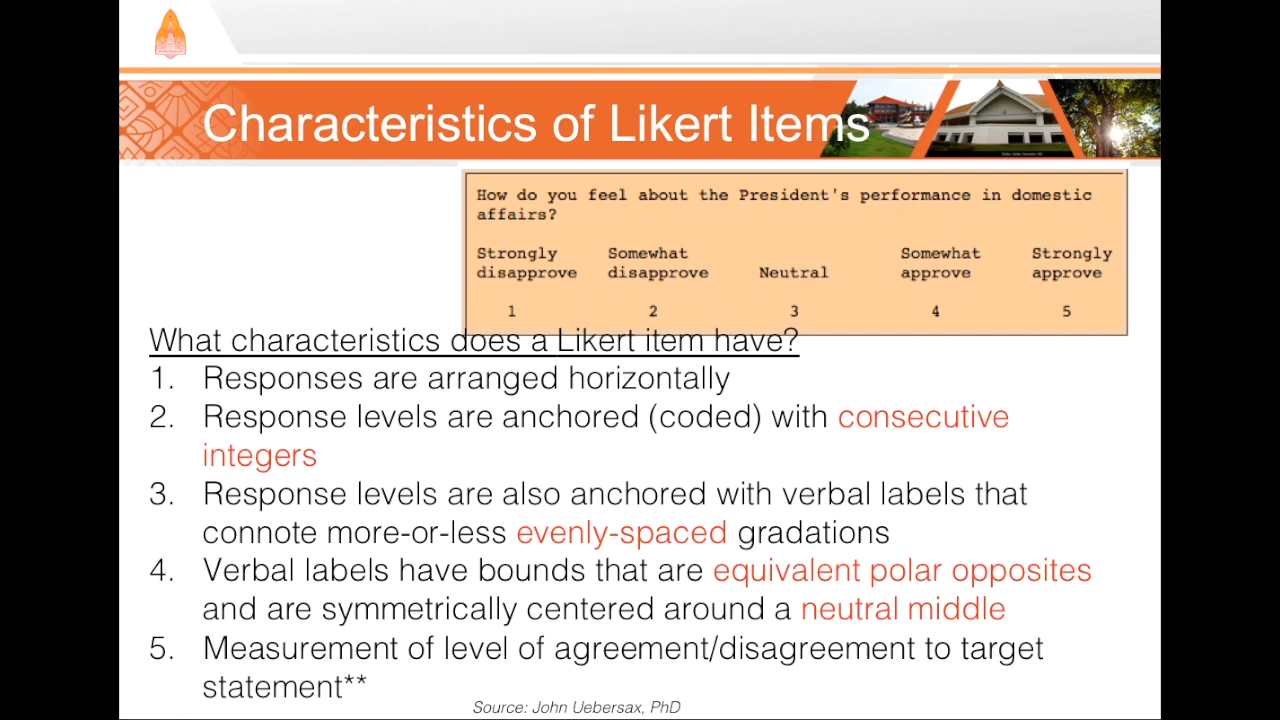 Characteristics of Likert Items
How do you feel about the President's performance in domestic
affairs?
Strongly Somewhat Somewhat Strongly
disapprove disapprove Neutral approve approve
1 2 3 4 5
What characteristics does a Likert item have?
1. Responses are arranged horizontally
2. Response levels are anchored (coded) with consecutive
integers
3. Response levels are also anchored with verbal labels that
connote more-or-less evenly-spaced gradations
4. Verbal labels have bounds that are equivalent polar opposites
and are symmetrically centered around a neutral middle
5. Measurement of level of agreement/disagreement to target
statement**
Source: John Uebersax, PhD